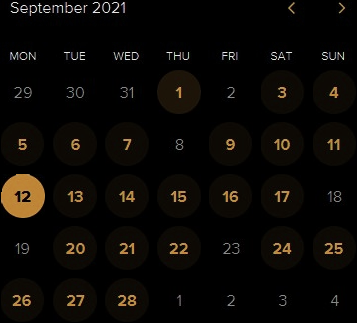 September 2021
MON TUE WED THU FRI SAT SUN
29 30 31 1 2 3 4
5 6 7 8 9 10 11
12 13 14 15 16 17 18
19 20 21 22 23 24 25
26 27 28 1 2 3 4